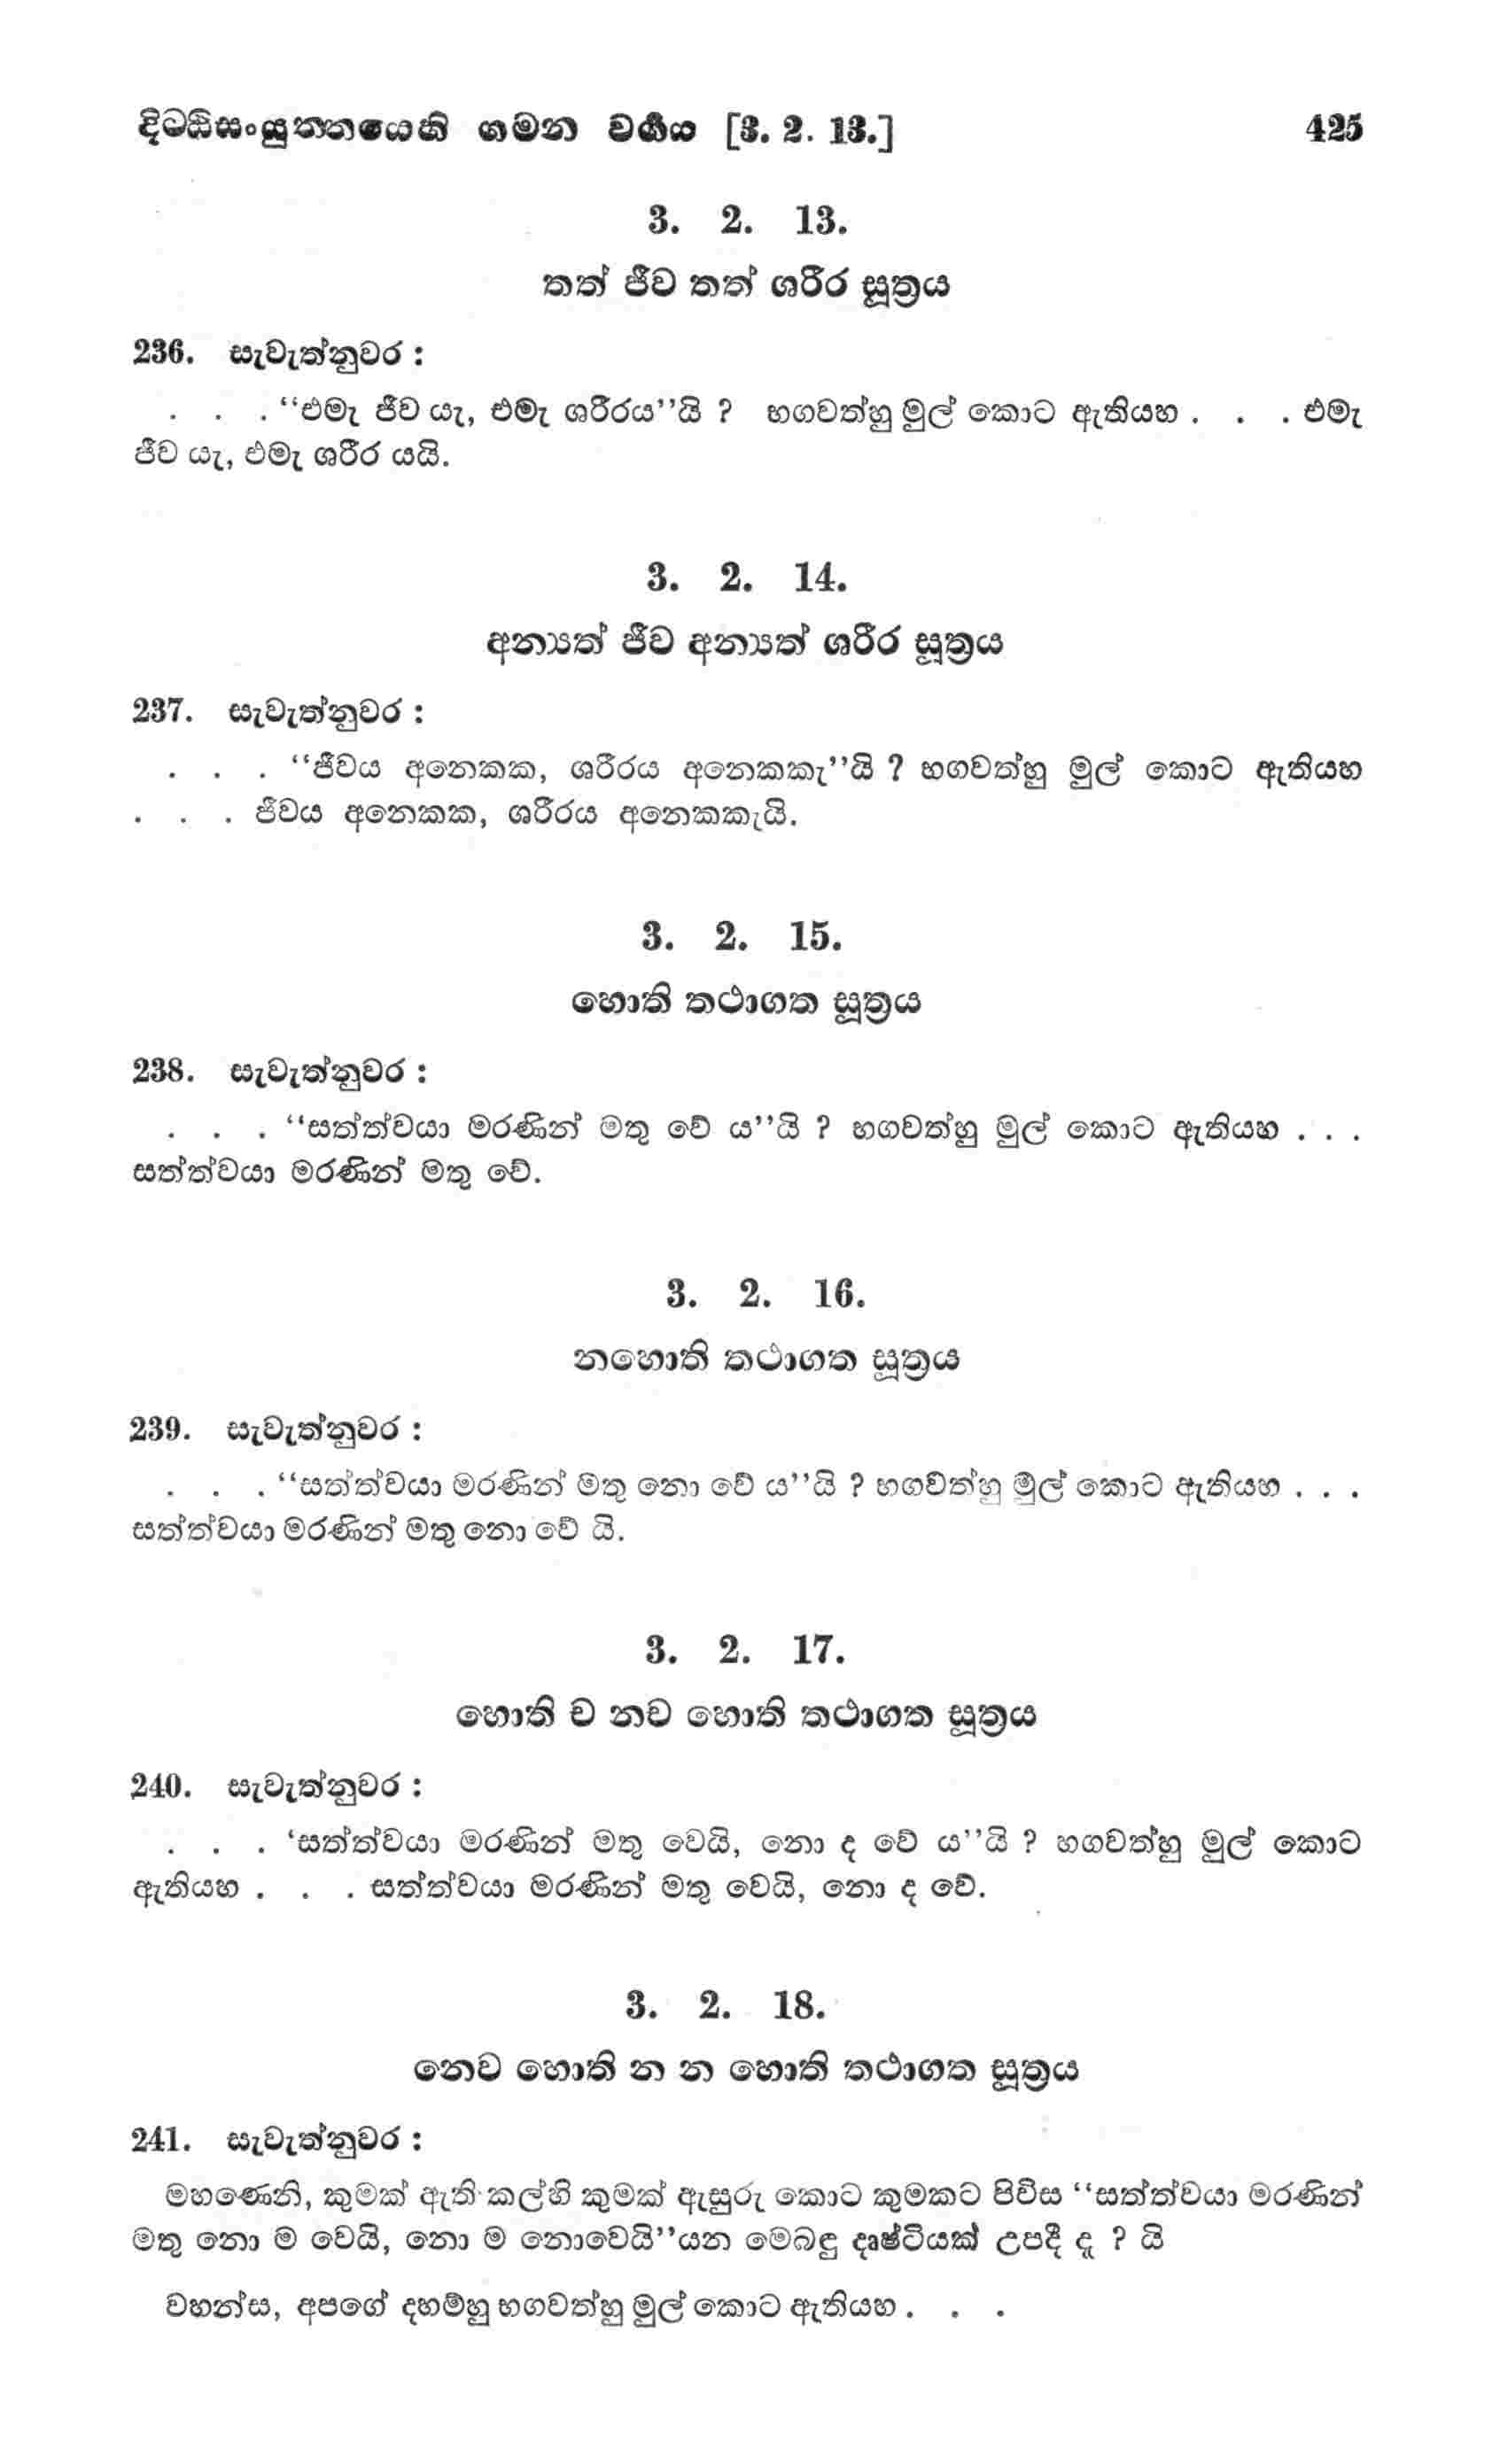 දිට්ඨිසංයුත්තයෙහි ගමන වර්‍ගය [3. 2. 13.] 425
3. 2. 13.
තත් ජීව තත් ශරීර සූත්‍රය
236. සැවැත්නුවර :
. . . “එමැ ජීව යැ, එමැ ශරීරය”යි ? භගවත්හු මුල් කොට ඇතියහ . . . එමැ
ජීව යැ, එමැ ශරීර යයි.
3. 2. 14.
අන්‍යත් ජීව අන්‍යත් ශරීර සූත්‍රය
237. සැවැත්නුවර :
. . . “ජීවය අනෙකක, ශරීරය අනෙකකැ”යි ? භගවත්හු මුල් කොට ඇතියහ
. . . ජීවය අනෙකක, ශරීරය අනෙකකැයි.
3. 2. 15.
හොති තථාගත සූත්‍රය
238. සැවැත්නුවර :
. . . “සත්ත්වයා මරණින් මතු වේ ය”යි ? භගවත්හු මුල් කොට ඇතියහ . . .
සත්ත්වයා මරණින් මතු වේ.
3. 2. 16.
නහොති තථාගත සූත්‍රය
239. සැවැත්නුවර :
. . . “සත්ත්වයා මරණින් මතු නො වේ ය”යි ? භගවත්හු මුල් කොට ඇතියහ . . .
සත්ත්වයා මරණින් මතු නො වේ යි.
3. 2. 17.
හොති ච නච හොති තථාගත සූත්‍රය
240. සැවැත්නුවර :
. . . ‘සත්ත්වයා මරණින් මතු වෙයි, නො ද වේ ය”යි ? භගවත්හු මුල් කොට
ඇතියහ . . . සත්ත්වයා මරණින් මතු වෙයි, නො ද වේ.
3. 2. 18.
නෙව හොති න න හොති තථාගත සූත්‍රය
241. සැවැත්නුවර :
මහණෙනි, කුමක් ඇති කල්හි කුමක් ඇසුරු කොට කුමකට පිවිස “සත්ත්වයා මරණින්
මතු නො ම වෙයි, නො ම නොවෙයි”යන මෙබඳු දෘෂ්ටියක් උපදී ද ? යි
වහන්ස, අපගේ දහම්හු භගවත්හු මුල් කොට ඇතියහ . . .